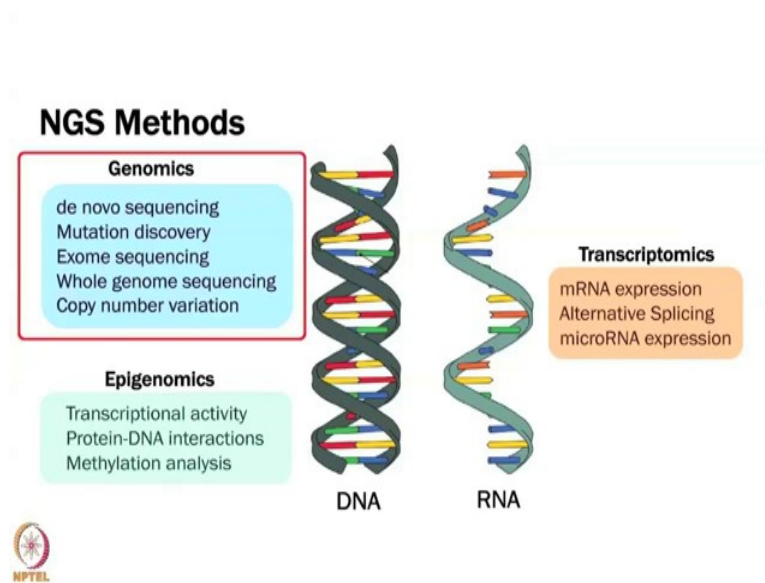 NGS Methods
Genomics
de novo sequencing
Mutation discovery
Exome sequencing
Whole genome sequencing
Copy number variation
Epigenomics
Transcriptional activity
Protein-DNA interactions
Methylation analysis
DNA
RNA
Transcriptomics
mRNA expression
Alternative Splicing
microRNA expression
NPTEL